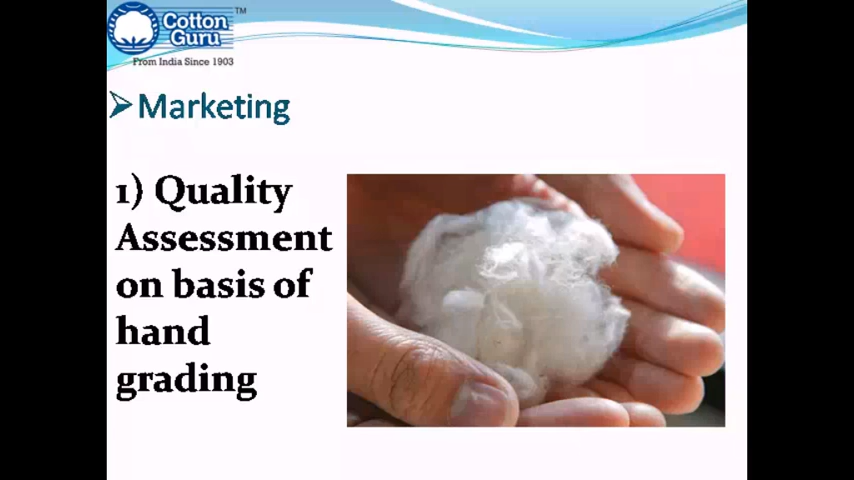 Cotton TM
Guru
From India Since 1903
➢Marketing
1) Quality
Assessment
on basis of
hand
grading